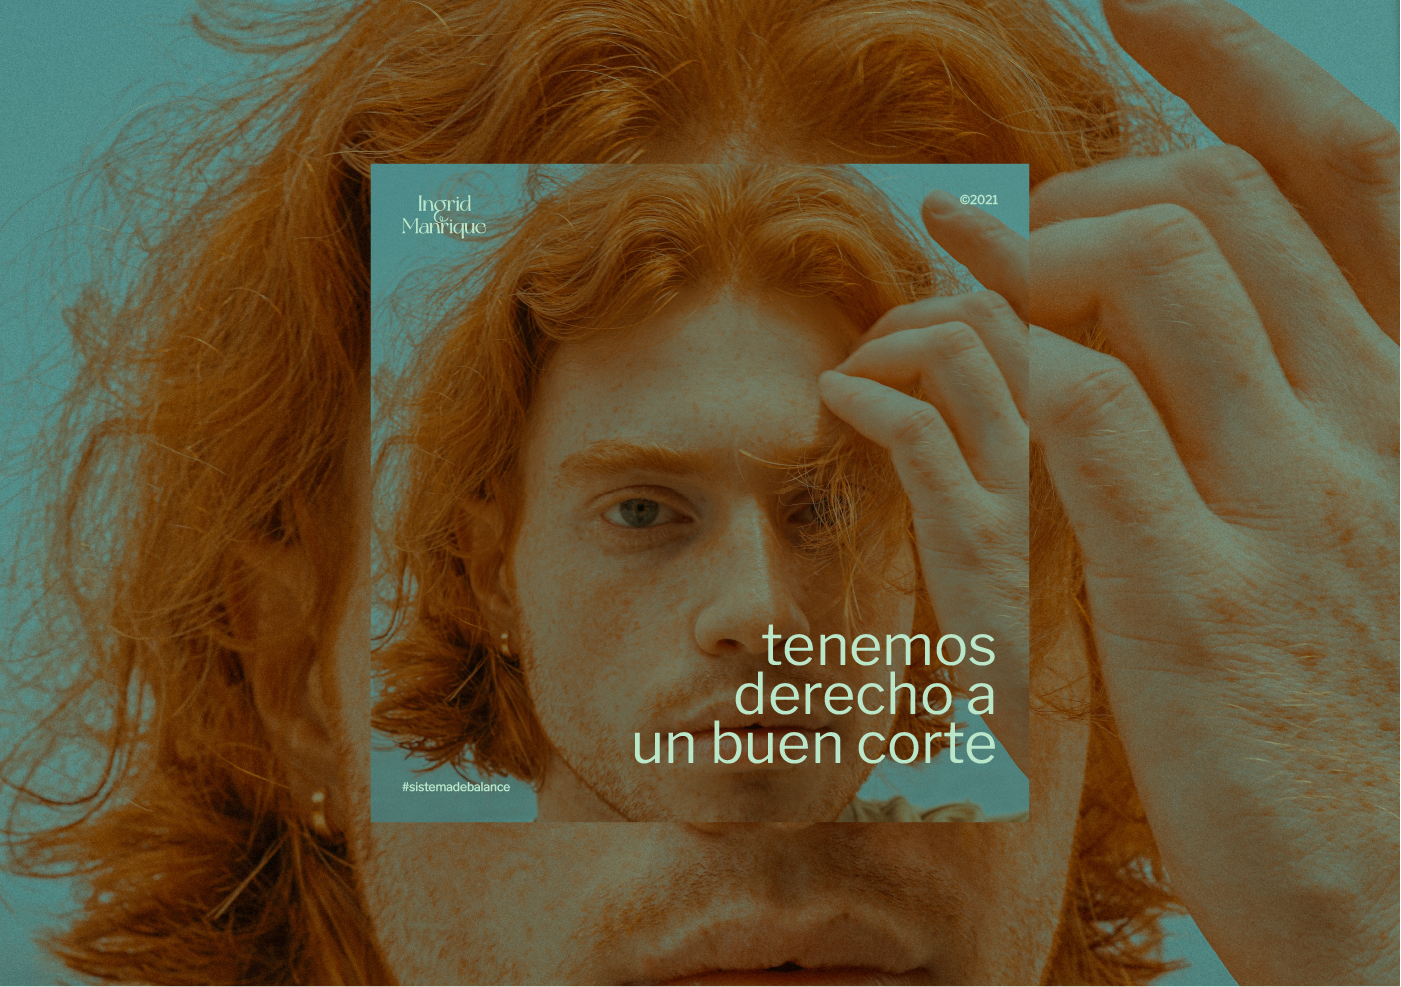 Ingrid
Manrique
©2021
tenemos
derecho a
un buen corte
#sistemadebalance